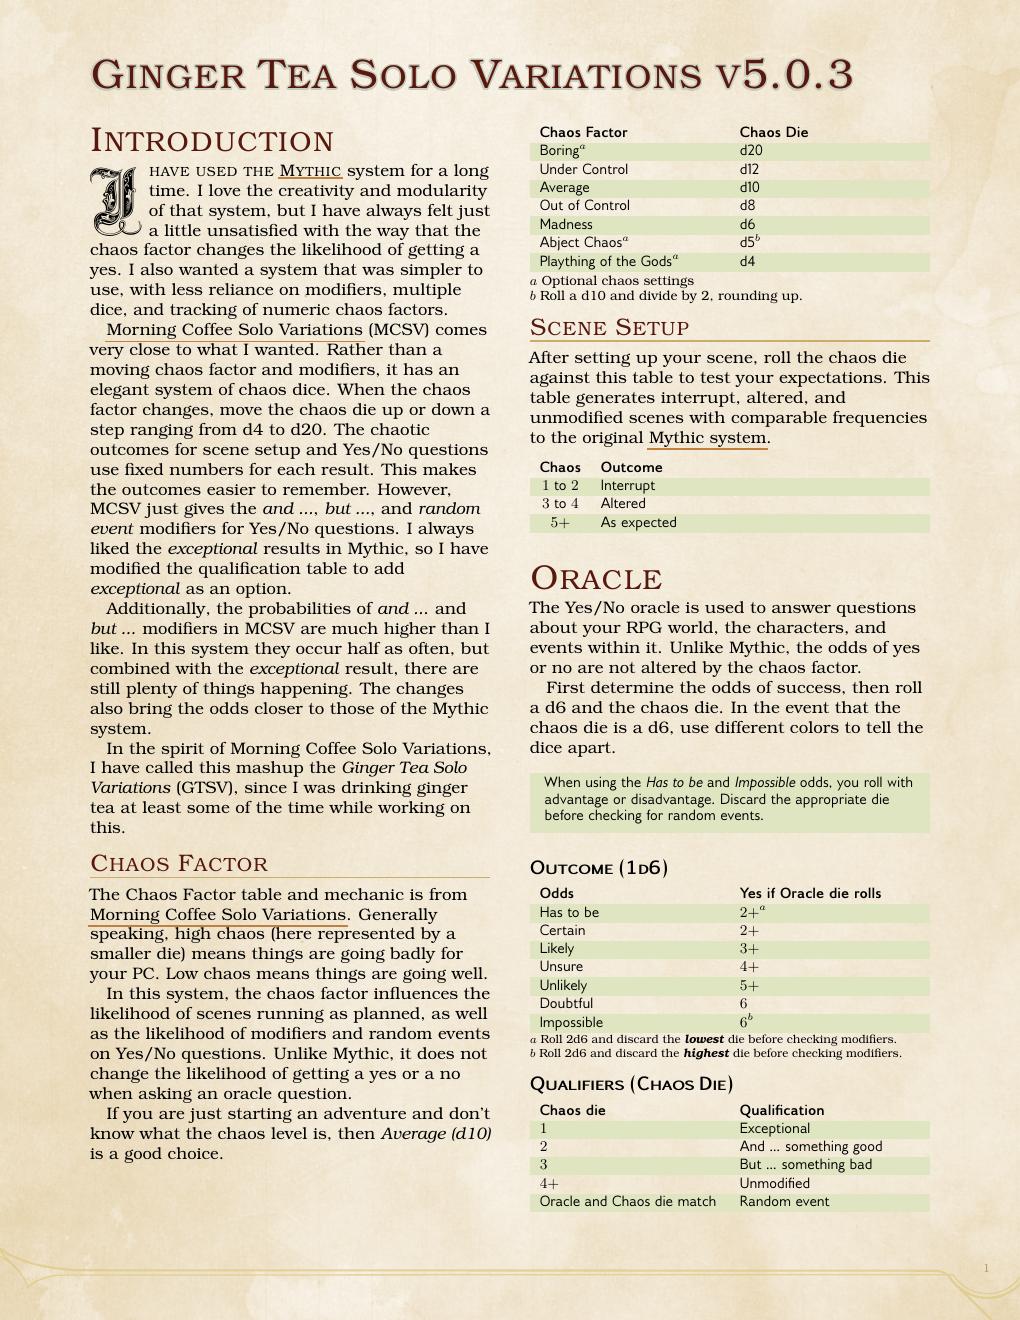 Ginger Tea Solo Variations v5.0.3
Introduction
I have used the Mythic system for a long
time. I love the creativity and modularity
of that system, but I have always felt just
a little unsatisfied with the way that the
chaos factor changes the likelihood of getting a
yes. I also wanted a system that was simpler to
use, with less reliance on modifiers, multiple
dice, and tracking of numeric chaos factors.
Morning Coffee Solo Variations (MCSV) comes
very close to what I wanted. Rather than a
moving chaos factor and modifiers, it has an
elegant system of chaos dice. When the chaos
factor changes, move the chaos die up or down a
step ranging from d4 to d20. The chaotic
outcomes for scene setup and Yes/No questions
use fixed numbers for each result. This makes
the outcomes easier to remember. However,
MCSV just gives the and ..., but ..., and random
event modifiers for Yes/No questions. I always
liked the exceptional results in Mythic, so I have
modified the qualification table to add
exceptional as an option.
Additionally, the probabilities of and ... and
but ... modifiers in MCSV are much higher than I
like. In this system they occur half as often, but
combined with the exceptional result, there are
still plenty of things happening. The changes
also bring the odds closer to those of the Mythic
system.
In the spirit of Morning Coffee Solo Variations,
I have called this mashup the Ginger Tea Solo
Variations (GTSV), since I was drinking ginger
tea at least some of the time while working on
this.
Chaos Factor
The Chaos Factor table and mechanic is from
Morning Coffee Solo Variations. Generally
speaking, high chaos (here represented by a
smaller die) means things are going badly for
your PC. Low chaos means things are going well.
In this system, the chaos factor influences the
likelihood of scenes running as planned, as well
as the likelihood of modifiers and random events
on Yes/No questions. Unlike Mythic, it does not
change the likelihood of getting a yes or a no
when asking an oracle question.
If you are just starting an adventure and don't
know what the chaos level is, then Average (d10)
is a good choice.
Chaos Factor Chaos Die
Boring a d20
Under Control d12
Average d10
Out of Control d8
Madness d6
Abject Chaos a d5 b
Plaything of the Gods a d4
a Optional chaos settings
b Roll a d10 and divide by 2, rounding up.
Scene Setup
After setting up your scene, roll the chaos die
against this table to test your expectations. This
table generates interrupt, altered, and
unmodified scenes with comparable frequencies
to the original Mythic system.
Chaos Outcome
1 to 2 Interrupt
3 to 4 Altered
5+ As expected
Oracle
The Yes/No oracle is used to answer questions
about your RPG world, the characters, and
events within it. Unlike Mythic, the odds of yes
or no are not altered by the chaos factor.
First determine the odds of success, then roll
a d6 and the chaos die. In the event that the
chaos die is a d6, use different colors to tell the
dice apart.
When using the Has to be and Impossible odds, you roll with
advantage or disadvantage. Discard the appropriate die
before checking for random events.
Outcome (1d6)
Odds Yes if Oracle die rolls
Has to be 2+ a
Certain 2+
Likely 3+
Unsure 4+
Unlikely 5+
Doubtful 6
Impossible 6 b
a Roll 2d6 and discard the lowest die before checking modifiers.
b Roll 2d6 and discard the highest die before checking modifiers.
Qualifiers (Chaos Die)
Chaos die Qualification
1 Exceptional
2 And ... something good
3 But ... something bad
4+ Unmodified
Oracle and Chaos die match Random event
1